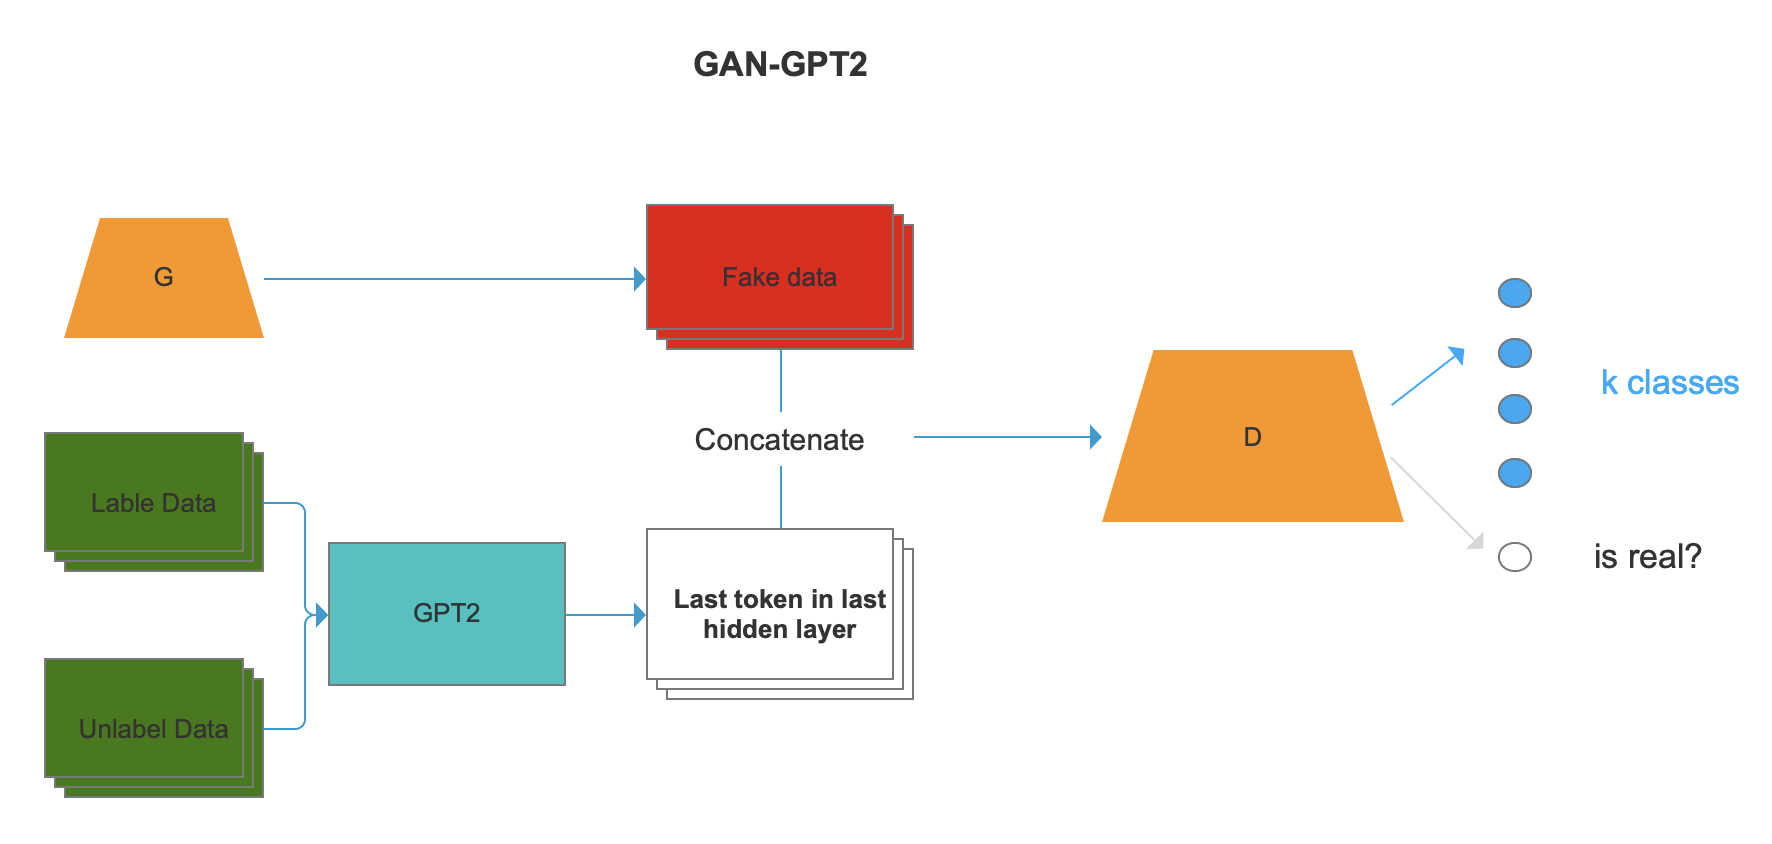 GAN-GPT2
G
Fake data
Concatenate
D
k classes
Lable Data
GPT2
Last token in last
hidden layer
is real?
Unlabel Data